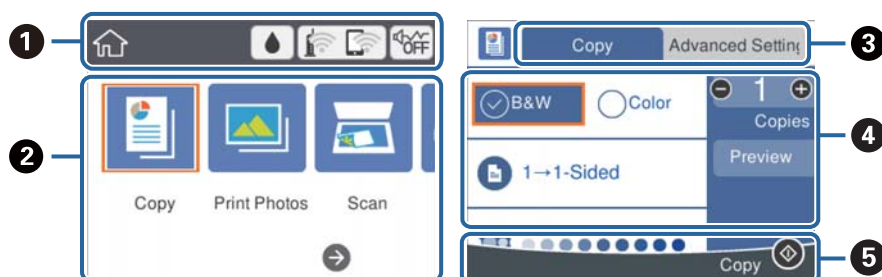 1
OFF
2
Copy Print Photos Scan
Copy Advanced Setting
3
B&W Color
1
Copies
4
1→1-Sided
Preview
Copy
5